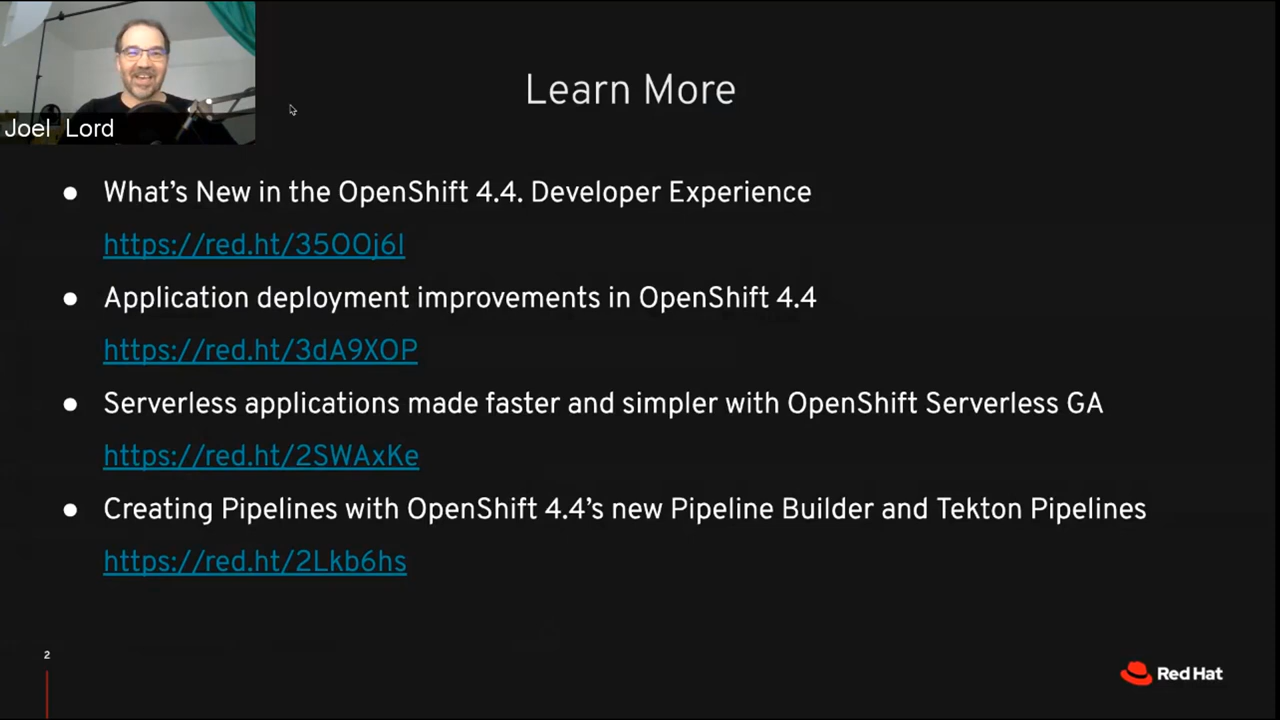 Joel Lord
Learn More
● What's New in the OpenShift 4.4. Developer Experience
https://red.ht/35OOj6I
● Application deployment improvements in OpenShift 4.4
https://red.ht/3dA9XOP
● Serverless applications made faster and simpler with OpenShift Serverless GA
https://red.ht/2SWAxKe
● Creating Pipelines with OpenShift 4.4's new Pipeline Builder and Tekton Pipelines
https://red.ht/2Lkb6hs
2
Red Hat